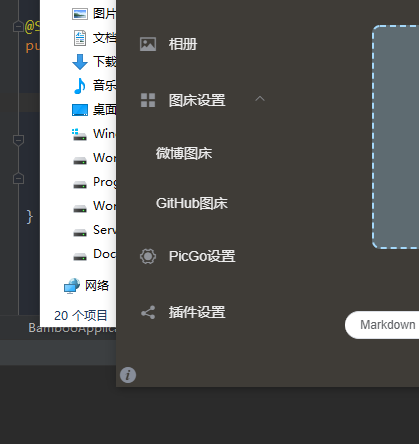 @S
pu
}
图片
文档
下载
音乐
桌面
Wind
Wor
Prog
Wor
Serv
Doc
网络
20 个项目
BambooApplica
相册
图床设置
微博图床
GitHub图床
PicGo设置
插件设置
Markdown